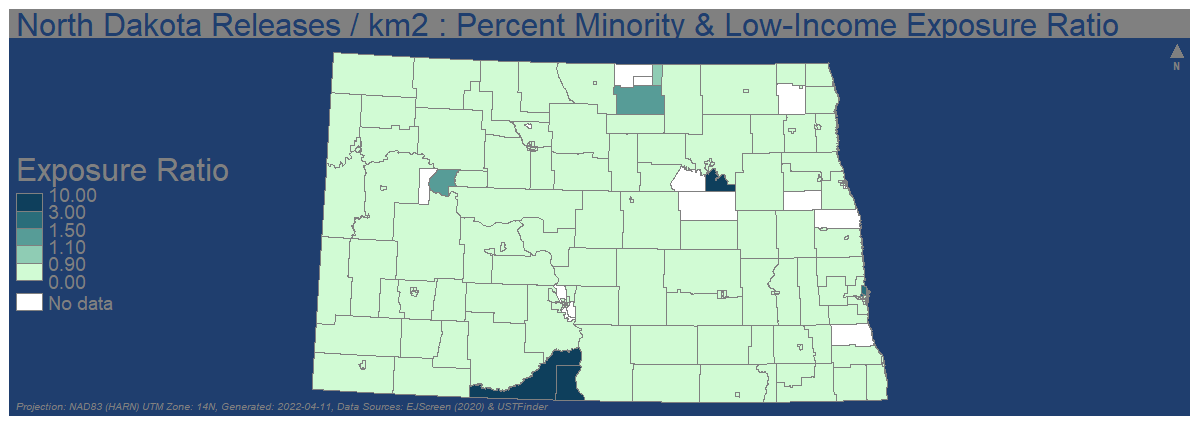 North Dakota Releases / km2 : Percent Minority & Low-Income Exposure Ratio
N
Exposure Ratio
10.00
3.00
1.50
1.10
0.90
0.00
No data
Projection: NAD83 (HARN) UTM Zone: 14N, Generated: 2022-04-11, Data Sources: EJScreen (2020) & USTFinder